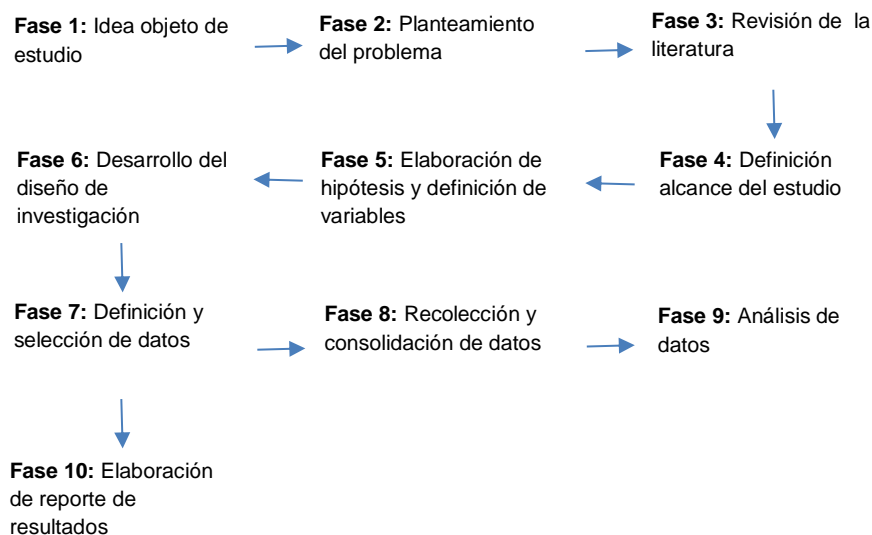 Fase 1: Idea objeto de
estudio
Fase 2: Planteamiento
del problema
Fase 3: Revisión de la
literatura
Fase 4: Definición
alcance del estudio
Fase 5: Elaboración de
hipótesis y definición de
variables
Fase 6: Desarrollo del
diseño de
investigación
Fase 7: Definición y
selección de datos
Fase 8: Recolección y
consolidación de datos
Fase 9: Análisis de
datos
Fase 10: Elaboración
de reporte de
resultados